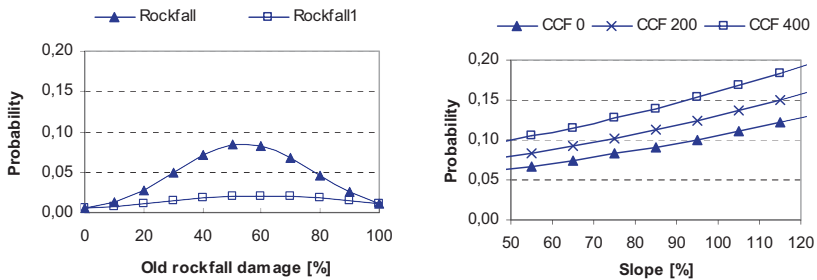 Rockfall Rockfall1
0,20
0,15
0,10
0,05
0,00
Probability
0 20 40 60 80 100
Old rockfall damage [%]
CCF 0 CCF 200 CCF 400
0,20
0,15
0,10
0,05
0,00
Probability
50 60 70 80 90 100 110 120
Slope [%]